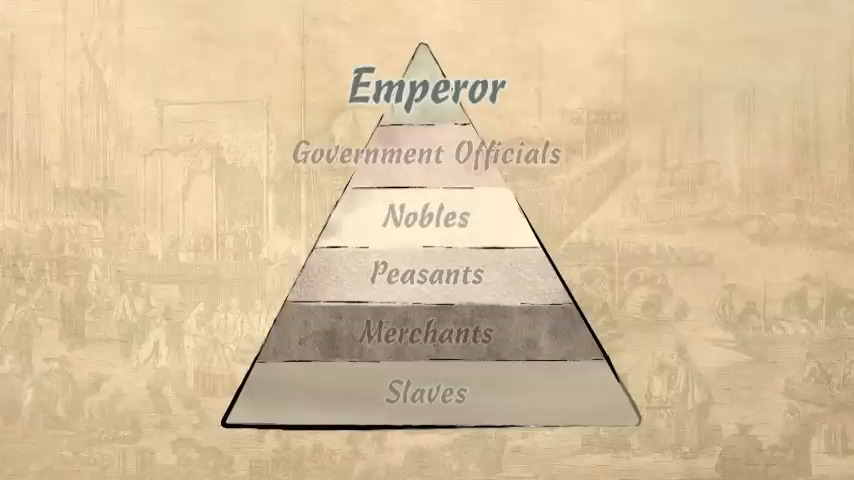 Emperor
Government Officials
Nobles
Peasants
Merchants
Slaves